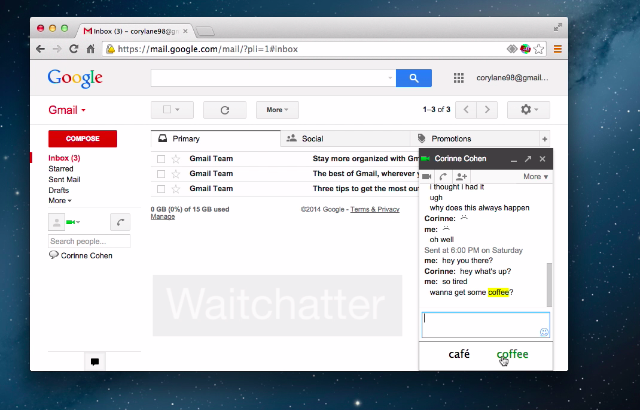 Inbox (3) - corylane98@gm
https://mail.google.com/mail/?pli=1#inbox
Google
corylane98@gmail...
Gmail
More
1–3 of 3
COMPOSE
Primary
Social
Promotions
+
Inbox (3)
Starred
Sent Mail
Drafts
More
Gmail Team
Stay more organized with Gm
Gmail Team
The best of Gmail, wherever y
Gmail Team
Three tips to get the most out
0 GB (0%) of 15 GB used
Manage
©2014 Google - Terms & Privacy
Search people...
Corinne Cohen
Waitchatter
Corinne Cohen
More
i thought i had it
ugh
why does this always happen
Corinne:
me:
oh well
Sent at 6:00 PM on Saturday
me: hey you there?
Corinne: hey what's up?
me: so tired
wanna get some coffee?
café
coffee